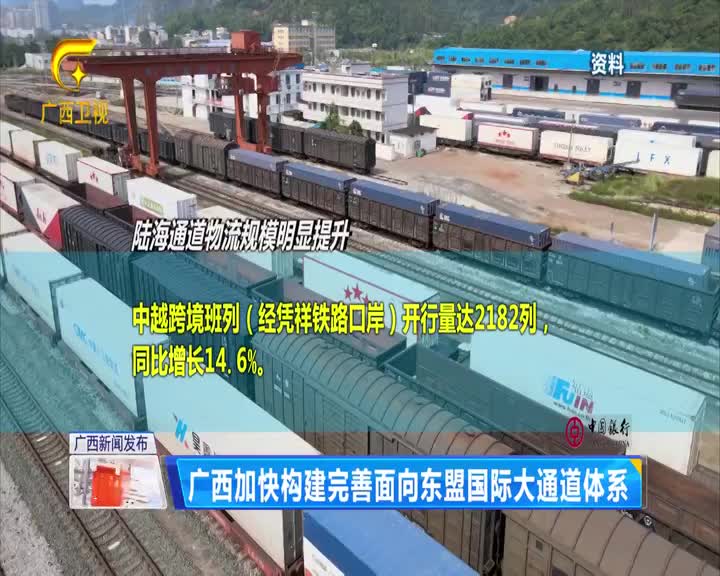 资料
广西卫视
陆海通道物流规模明显提升
中越跨境班列（经凭祥铁路口岸）开行量达2182列，
同比增长14.6%。
中国银行
广西新闻发布
广西加快构建完善面向东盟国际大通道体系